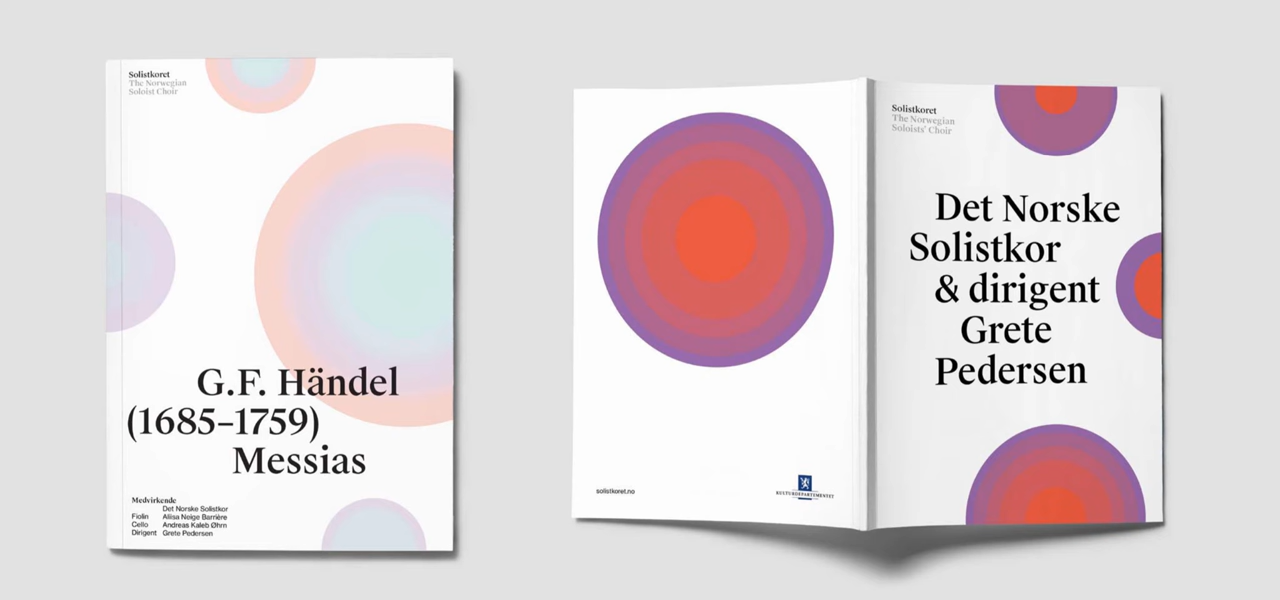 Solistkoret
The Norwegian
Soloist Choir
G.F. Händel
(1685–1759)
Messias
Medvirkende
Det Norske Solistkor
Fiolin Aliisa Neige Barrière
Cello Andreas Kaleb Øhrn
Dirigent Grete Pedersen
solistkoret.no
KULTURDEPARTEMENTET
Solistkoret
The Norwegian
Soloists' Choir
Det Norske
Solistkor
& dirigent
Grete
Pedersen